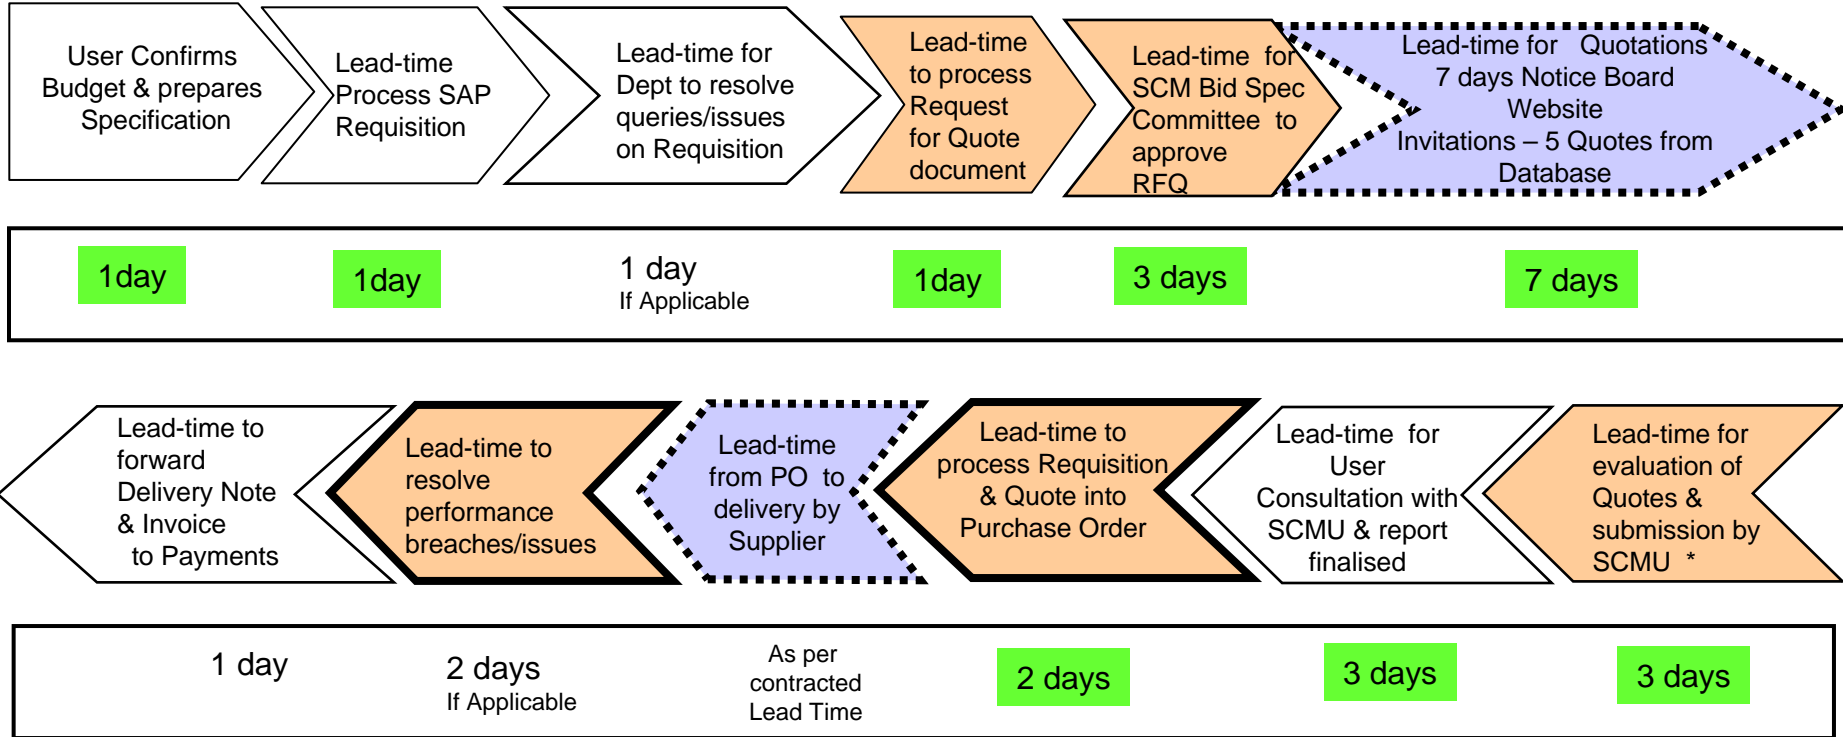 User Confirms
Budget & prepares
Specification
Lead-time
Process SAP
Requisition
Lead-time for
Dept to resolve
queries/issues
on Requisition
Lead-time
to process
Request
for Quote
document
Lead-time for
SCM Bid Spec
Committee to
approve
RFQ
Lead-time for Quotations
7 days Notice Board
Website
Invitations – 5 Quotes from
Database
1day
1day
1 day
If Applicable
1day
3 days
7 days
Lead-time to
forward
Delivery Note
& Invoice
to Payments
Lead-time to
resolve
performance
breaches/issues
Lead-time
from PO to
delivery by
Supplier
Lead-time to
process Requisition
& Quote into
Purchase Order
Lead-time for
User
Consultation with
SCMU & report
finalised
Lead-time for
evaluation of
Quotes &
submission by
SCMU *
1 day
2 days
If Applicable
As per
contracted
Lead Time
2 days
3 days
3 days